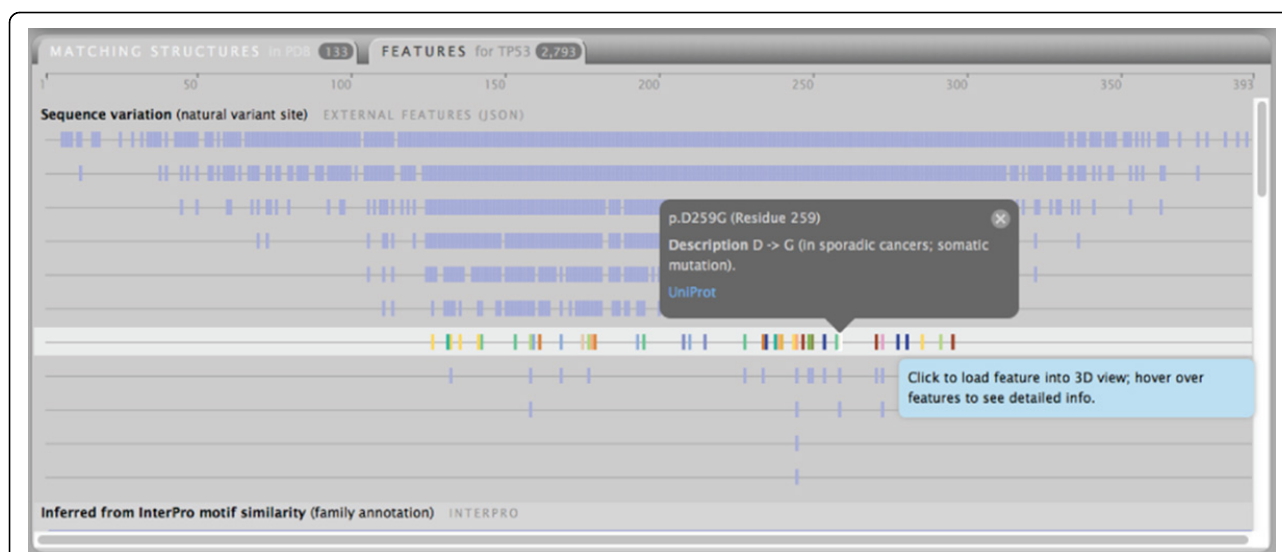 MATCHING STRUCTURES in PDB 133 FEATURES for TP53 2,793
1 50 100 150 200 250 300 350 393
Sequence variation (natural variant site) EXTERNAL FEATURES (JSON)
p.D259G (Residue 259)
Description D -> G (in sporadic cancers; somatic
mutation).
UniProt
Click to load feature into 3D view; hover over
features to see detailed info.
Inferred from InterPro motif similarity (family annotation) INTERPRO